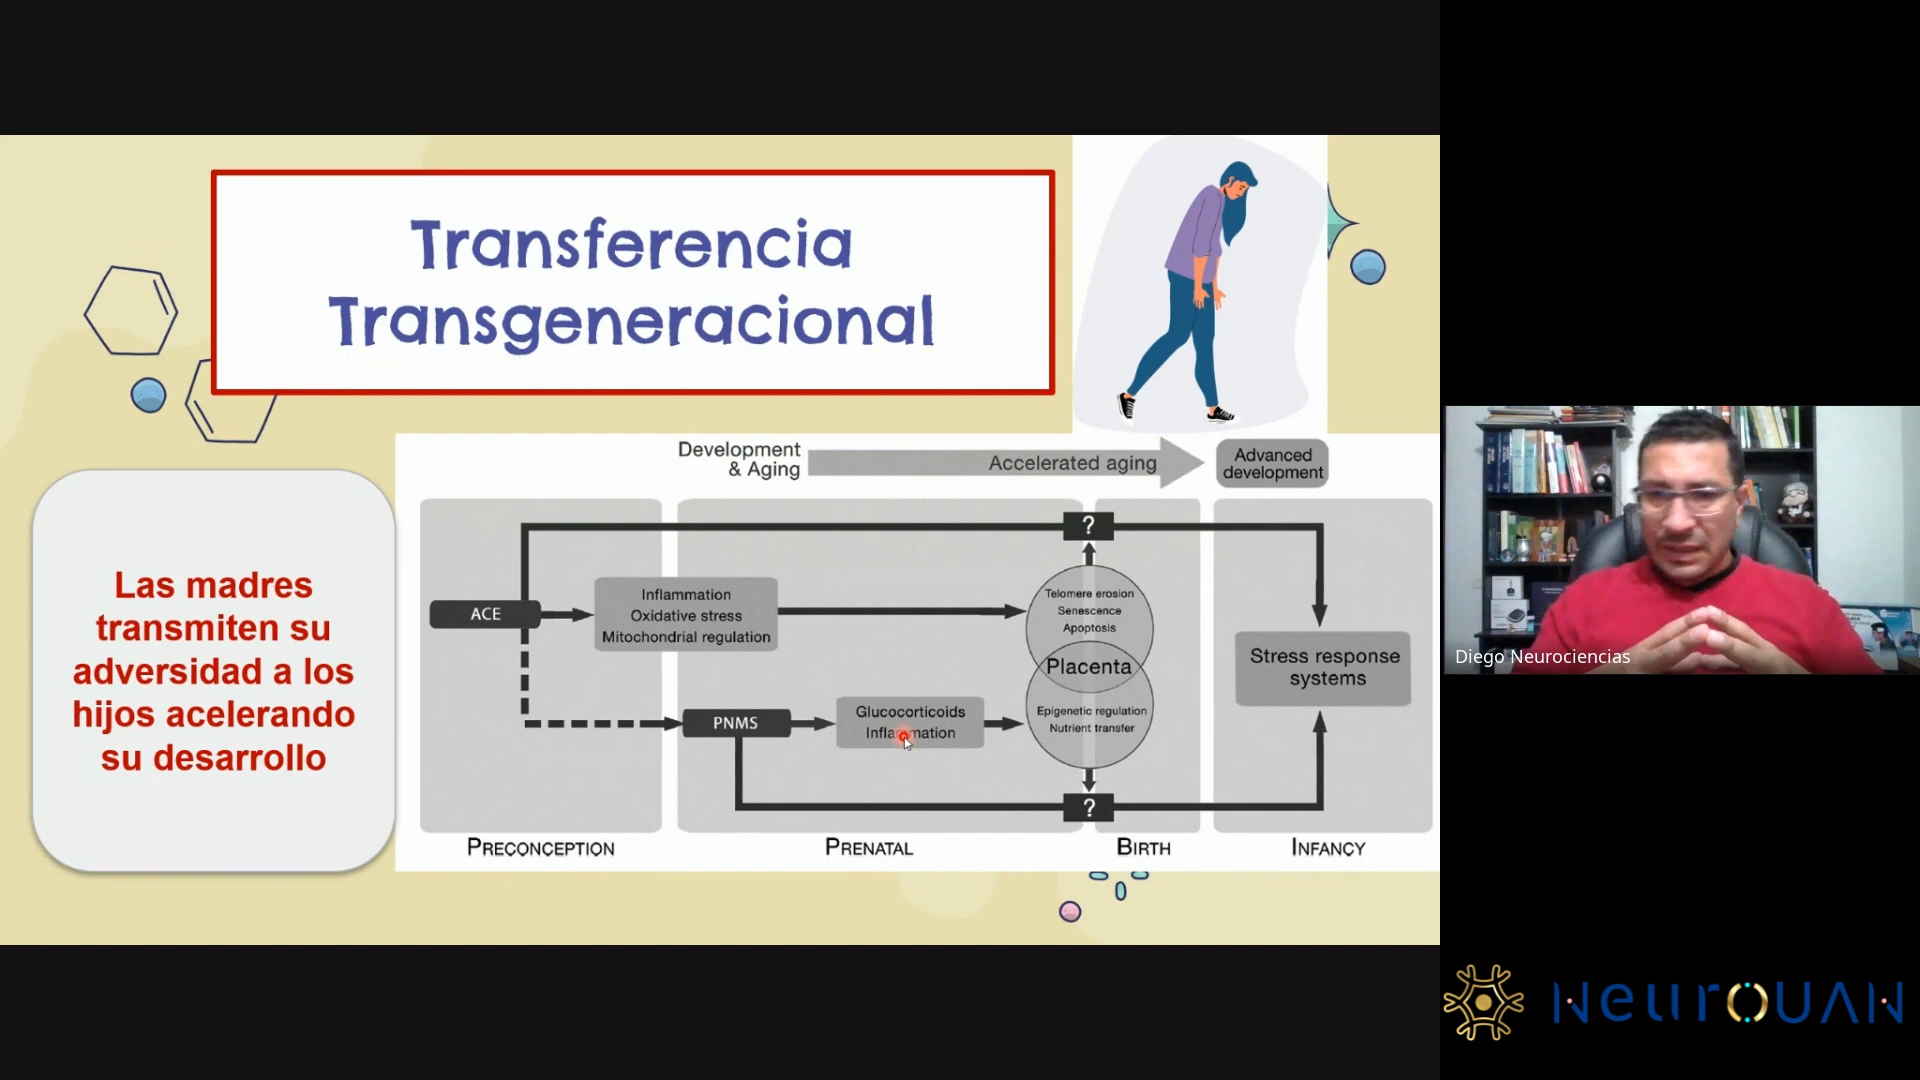 Transferencia
Transgeneracional
Las madres
transmiten su
adversidad a los
hijos acelerando
su desarrollo
Development
& Aging
Accelerated aging
Advanced
development
ACE
Inflammation
Oxidative stress
Mitochondrial regulation
PNMS
Glucocorticoids
Inflammation
?
Telomere erosion
Senescence
Apoptosis
Placenta
Epigenetic regulation
Nutrient transfer
?
Stress response
systems
PRECONCEPTION
PRENATAL
BIRTH
INFANCY
Diego Neurociencias
NeurOUAN